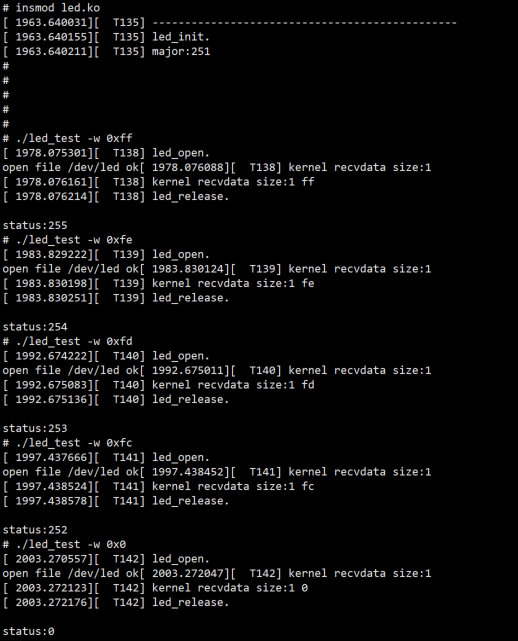 # insmod led.ko
[ 1963.640031][  T135] -----------------------------------------------
[ 1963.640155][  T135] led_init.
[ 1963.640211][  T135] major:251
#
#
#
#
#
# ./led_test -w 0xff
[ 1978.075301][  T138] led_open.
open file /dev/led ok[ 1978.076088][  T138] kernel recvdata size:1
[ 1978.076161][  T138] kernel recvdata size:1 ff
[ 1978.076214][  T138] led_release.

status:255
# ./led_test -w 0xfe
[ 1983.829222][  T139] led_open.
open file /dev/led ok[ 1983.830124][  T139] kernel recvdata size:1
[ 1983.830198][  T139] kernel recvdata size:1 fe
[ 1983.830251][  T139] led_release.

status:254
# ./led_test -w 0xfd
[ 1992.674222][  T140] led_open.
open file /dev/led ok[ 1992.675011][  T140] kernel recvdata size:1
[ 1992.675083][  T140] kernel recvdata size:1 fd
[ 1992.675136][  T140] led_release.

status:253
# ./led_test -w 0xfc
[ 1997.437666][  T141] led_open.
open file /dev/led ok[ 1997.438452][  T141] kernel recvdata size:1
[ 1997.438524][  T141] kernel recvdata size:1 fc
[ 1997.438578][  T141] led_release.

status:252
# ./led_test -w 0x0
[ 2003.270557][  T142] led_open.
open file /dev/led ok[ 2003.272047][  T142] kernel recvdata size:1
[ 2003.272123][  T142] kernel recvdata size:1 0
[ 2003.272176][  T142] led_release.

status:0